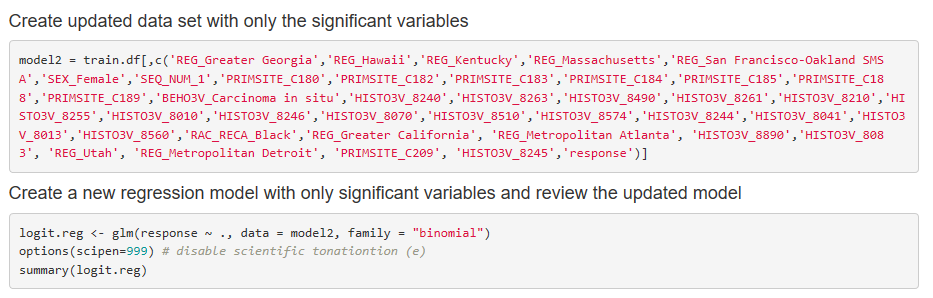 Create updated data set with only the significant variables
model2 = train.df[,c('REG_Greater Georgia','REG_Hawaii','REG_Kentucky','REG_Massachusetts','REG_San Francisco-Oakland SMS
A','SEX_Female','SEQ_NUM_1','PRIMSITE_C180','PRIMSITE_C182','PRIMSITE_C183','PRIMSITE_C184','PRIMSITE_C185','PRIMSITE_C18
8','PRIMSITE_C189','BEHO3V_Carcinoma in situ','HISTO3V_8240','HISTO3V_8263','HISTO3V_8490','HISTO3V_8261','HISTO3V_8210','HI
STO3V_8255','HISTO3V_8010','HISTO3V_8246','HISTO3V_8070','HISTO3V_8510','HISTO3V_8574','HISTO3V_8244','HISTO3V_8041','HISTO3
V_8013','HISTO3V_8560','RAC_RECA_Black','REG_Greater California', 'REG_Metropolitan Atlanta', 'HISTO3V_8890','HISTO3V_808
3', 'REG_Utah', 'REG_Metropolitan Detroit', 'PRIMSITE_C209', 'HISTO3V_8245','response')]
Create a new regression model with only significant variables and review the updated model
logit.reg <- glm(response ~ ., data = model2, family = "binomial")
options(scipen=999) # disable scientific tonationtion (e)
summary(logit.reg)